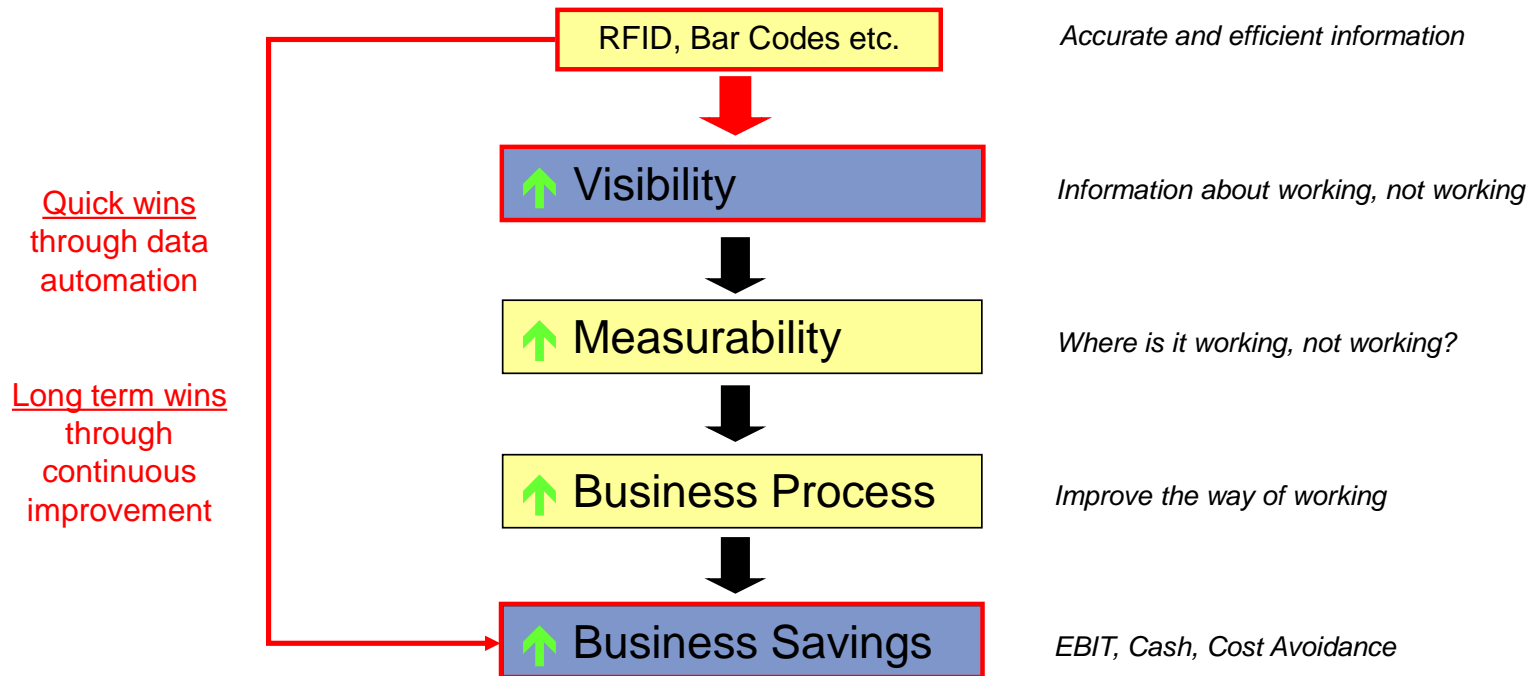 RFID, Bar Codes etc.
Accurate and efficient information
Visibility
Information about working, not working
Quick wins
through data
automation
Measurability
Where is it working, not working?
Long term wins
through
continuous
improvement
Business Process
Improve the way of working
Business Savings
EBIT, Cash, Cost Avoidance